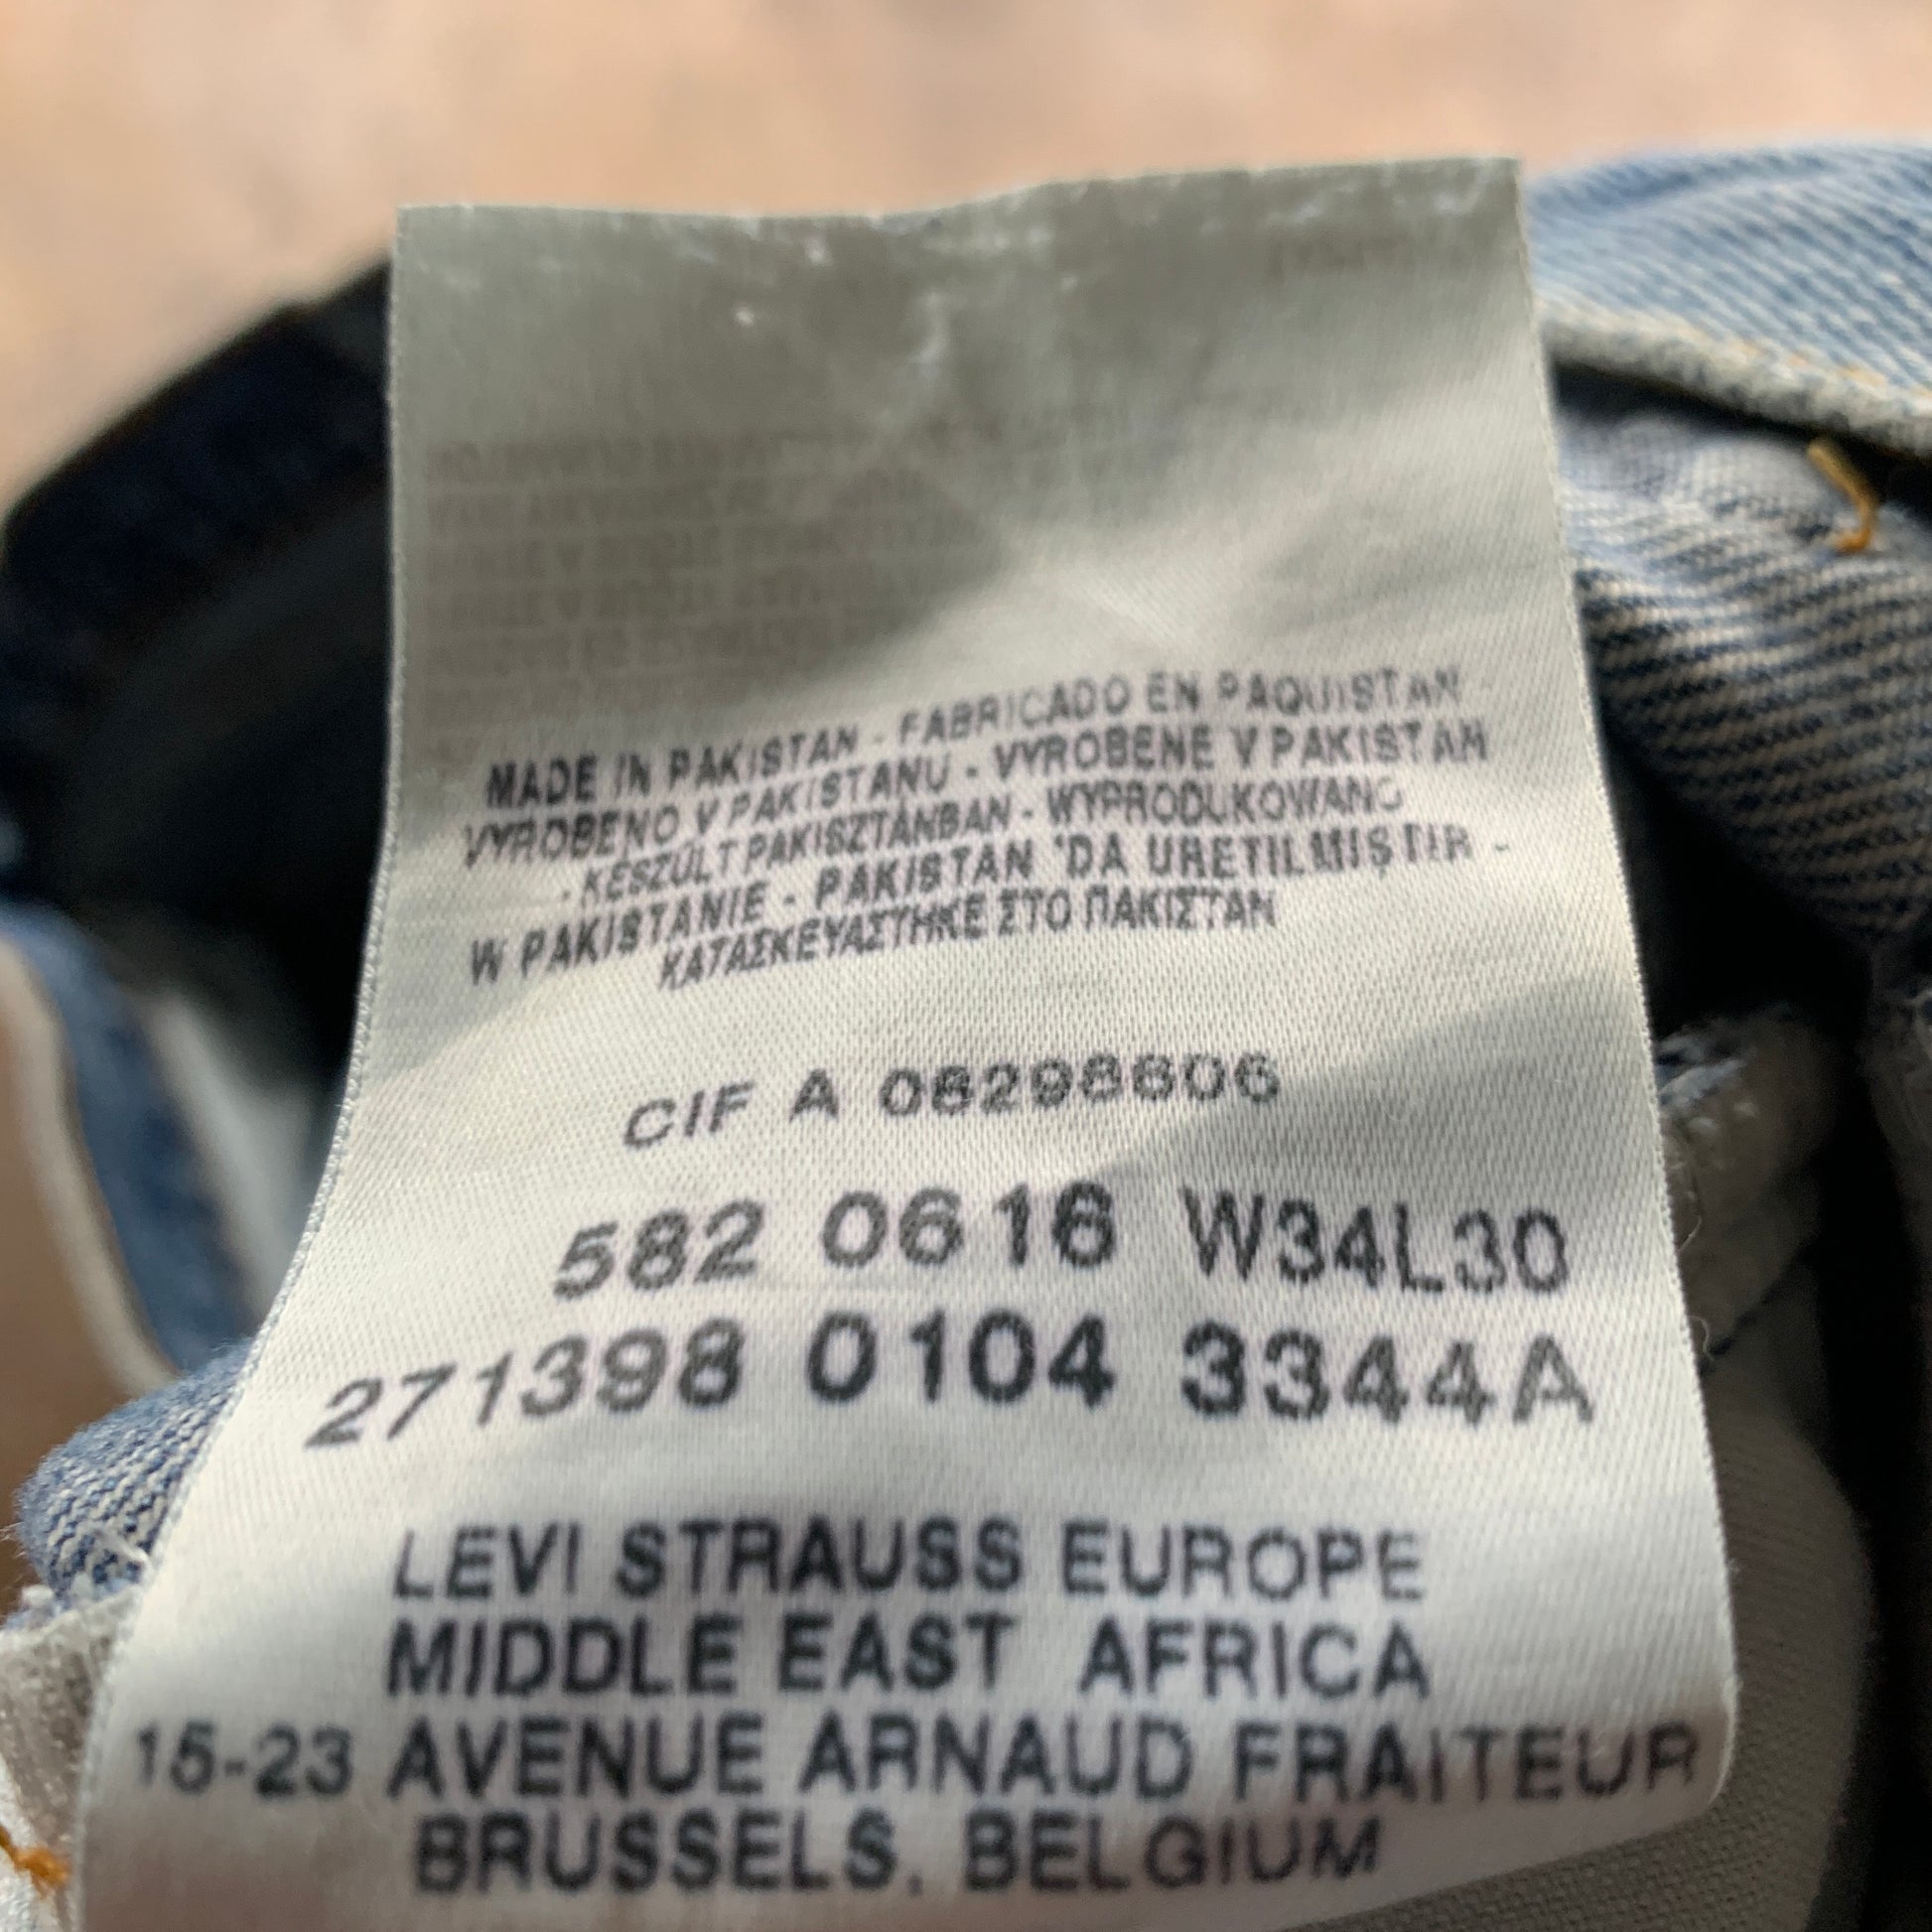 MADE IN PAKISTAN - FABRICADO EN PAQUISTAN -
VYROBENO V PAKISTANU - VYROBENE V PAKISTAN
- KÉSZÜLT PAKISZTÁNBAN - WYPRODUKOWANO
W PAKISTANIE - PAKISTAN 'DA URETILMIŞTIR -
ΚΑΤΑΣΚΕΥΑΣΤΗΚΕ ΣΤΟ ΠΑΚΙΣΤΑΝ
CIF A 08298606
582 0616 W34L30
271398 0104 3344A
LEVI STRAUSS EUROPE
MIDDLE EAST AFRICA
15-23 AVENUE ARNAUD FRAITEUR
BRUSSELS, BELGIUM